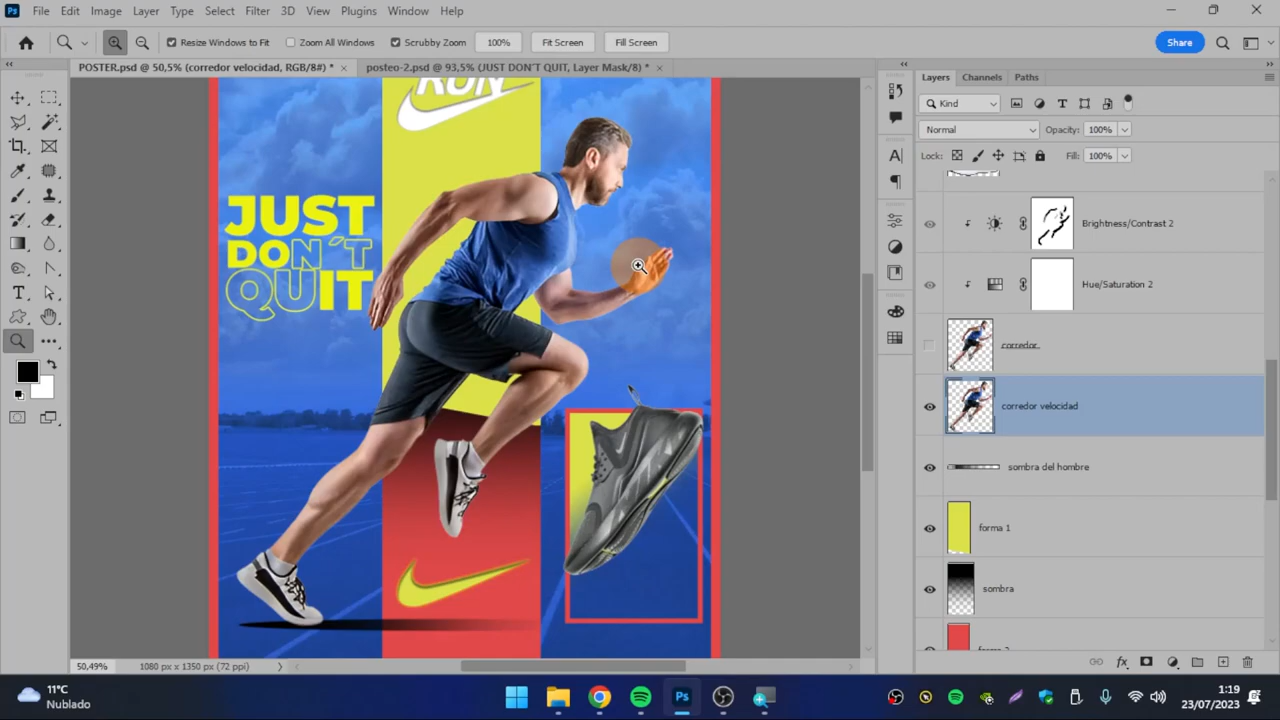 Ps File Edit Image Layer Type Select Filter 3D View Plugins Window Help
Resize Windows to Fit Zoom All Windows Scrubby Zoom 100% Fit Screen Fill Screen Share
POSTER.psd @ 50,5% (corredor velocidad, RGB/8#) * × posteo-2.psd @ 93,5% (JUST DON'T QUIT, Layer Mask/8) * ×
RUN
JUST
DON´T
QUIT
Layers Channels Paths
Kind
Normal Opacity: 100%
Lock: Fill: 100%
Brightness/Contrast 2
Hue/Saturation 2
corredor
corredor velocidad
sombra del hombre
forma 1
sombra
50,49% 1080 px x 1350 px (72 ppi)
11°C
Nublado
Ps
1:19
23/07/2023